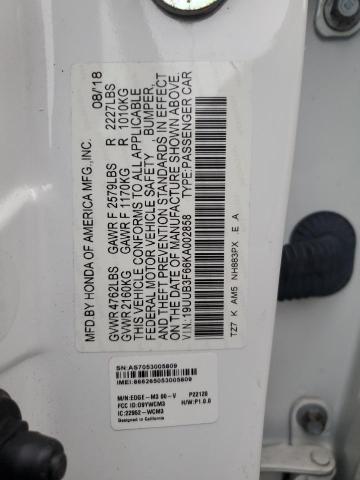 MFD BY HONDA OF AMERICA MFG.,INC. 08/18
GVWR 4762LBS GAWR F 2579LBS R 2227LBS
GVWR 2160KG GAWR F 1170KG R 1010KG
THIS VEHICLE CONFORMS TO ALL APPLICABLE
FEDERAL MOTOR VEHICLE SAFETY BUMPER,
AND THEFT PREVENTION STANDARDS IN EFFECT
ON THE DATE OF MANUFACTURE SHOWN ABOVE.
VIN:19UUB3F66KA002858 TYPE:PASSENGER CAR
TZ7 K AM5 NH883PX E A
SN:AS7053005809
IMEI:866265053005809
M/N:EDGE-M3 00-V P22120
FCC ID:O9YWCM3 H/W:P1.0.0
IC:22952-WCM3
Designed in California